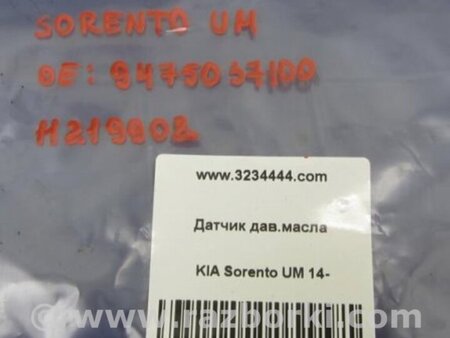 SORENTO UM
OE: 9475037100
H219902
www.3234444.com
Датчик дав.масла
KIA Sorento UM 14-
© www.razborki.com